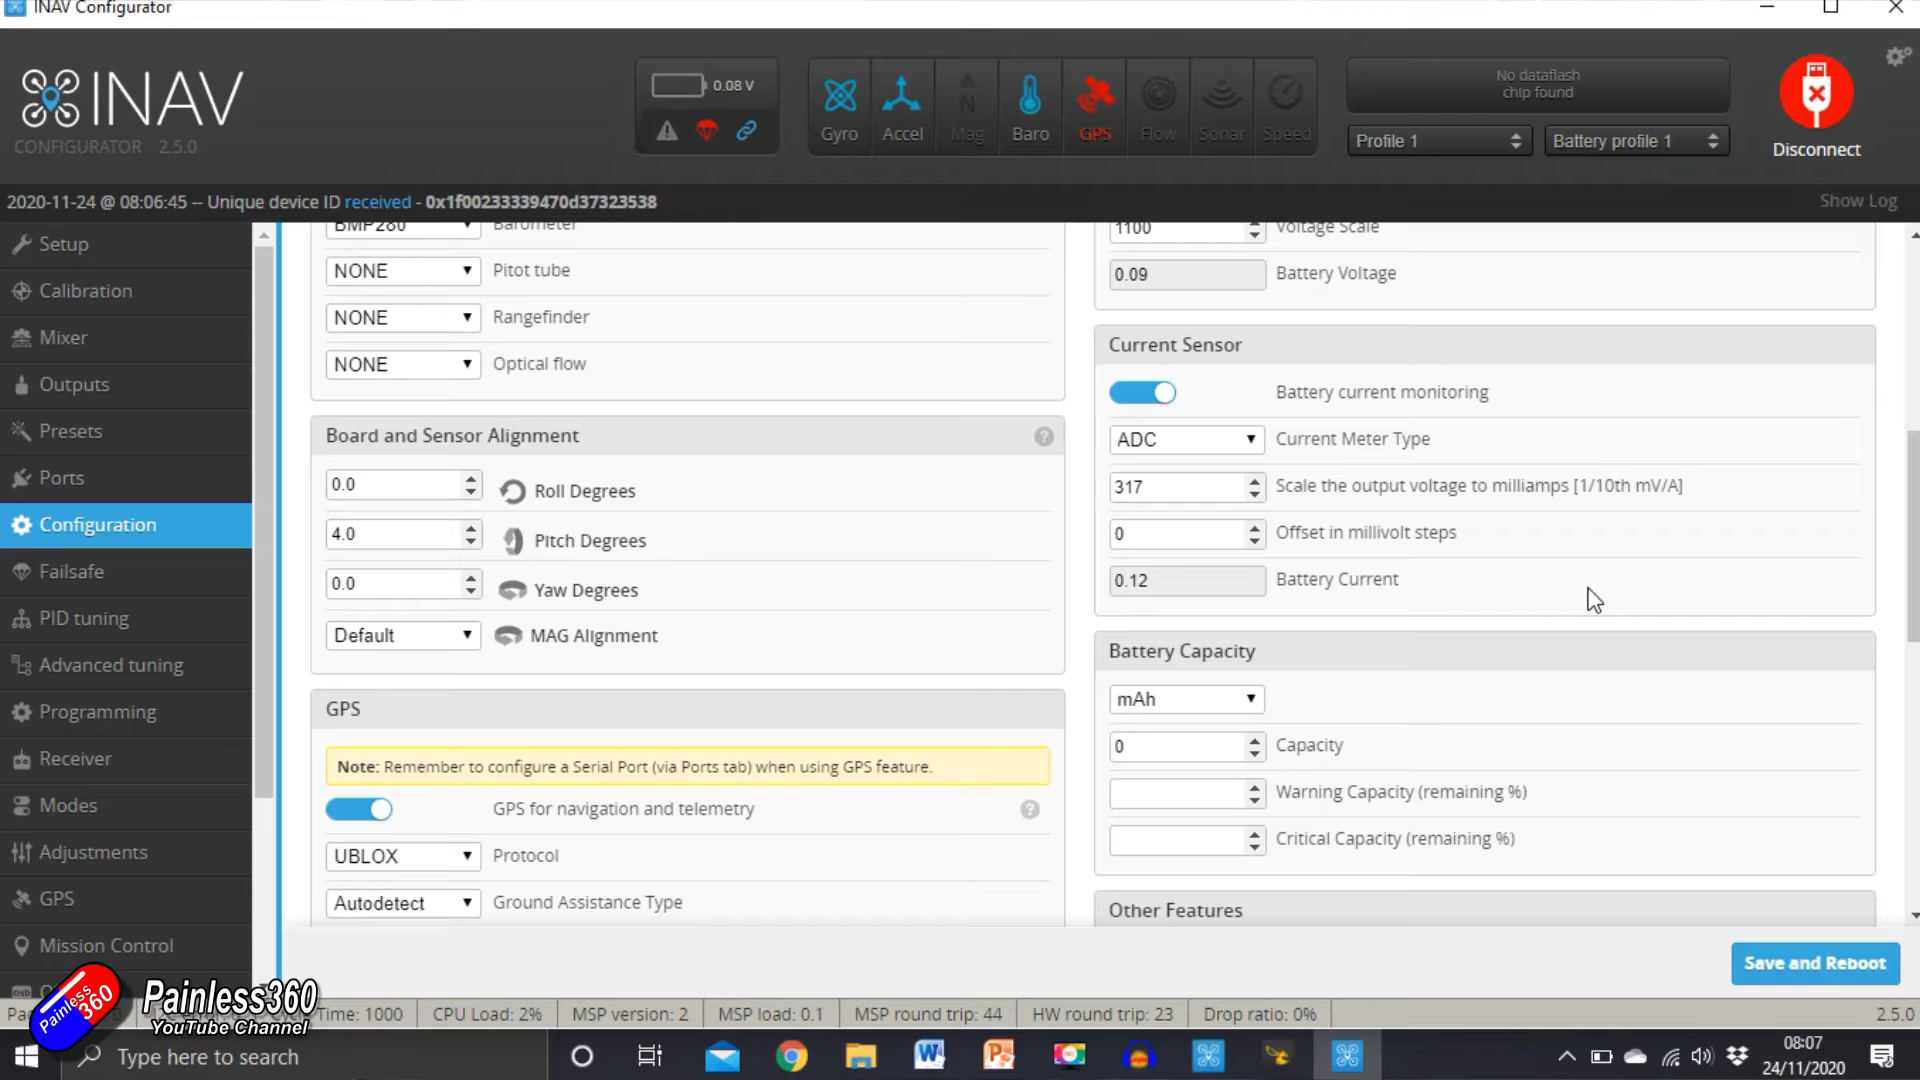 INAV Configurator
INAV
CONFIGURATOR 2.5.0
0.08 V
Gyro
Accel
Mag
Baro
GPS
Flow
Sonar
Speed
No dataflash
chip found
Profile 1
Battery profile 1
Disconnect
2020-11-24 @ 08:06:45 -- Unique device ID received - 0x1f00233339470d37323538
Show Log
Setup
Calibration
Mixer
Outputs
Presets
Ports
Configuration
Failsafe
PID tuning
Advanced tuning
Programming
Receiver
Modes
Adjustments
GPS
Mission Control
BMP280 Barometer
NONE Pitot tube
NONE Rangefinder
NONE Optical flow
Board and Sensor Alignment
0.0 Roll Degrees
4.0 Pitch Degrees
0.0 Yaw Degrees
Default MAG Alignment
GPS
Note: Remember to configure a Serial Port (via Ports tab) when using GPS feature.
GPS for navigation and telemetry
UBLOX Protocol
Autodetect Ground Assistance Type
1100 Voltage Scale
0.09 Battery Voltage
Current Sensor
Battery current monitoring
ADC Current Meter Type
317 Scale the output voltage to milliamps [1/10th mV/A]
0 Offset in millivolt steps
0.12 Battery Current
Battery Capacity
mAh
0 Capacity
Warning Capacity (remaining %)
Critical Capacity (remaining %)
Other Features
Save and Reboot
Painless 360
Painless360
YouTube Channel
Time: 1000
CPU Load: 2%
MSP version: 2
MSP load: 0.1
MSP round trip: 44
HW round trip: 23
Drop ratio: 0%
2.5.0
Type here to search
08:07
24/11/2020